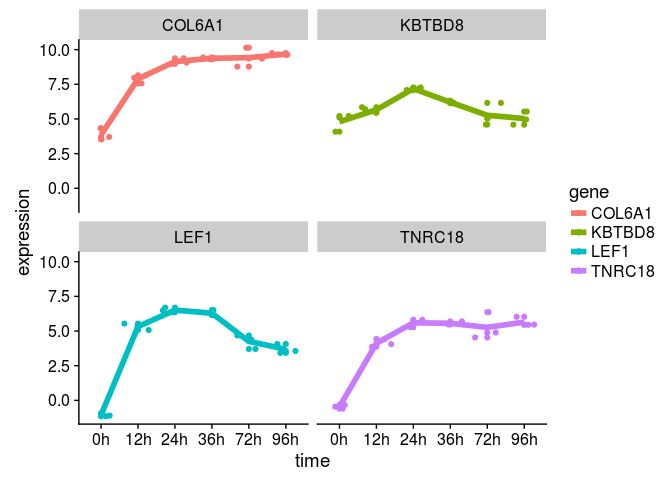 COL6A1 KBTBD8
10.0
7.5
5.0
2.5
0.0
expression
LEF1 TNRC18
10.0
7.5
5.0
2.5
0.0
0h 12h 24h 36h 72h 96h 0h 12h 24h 36h 72h 96h
time
gene
COL6A1
KBTBD8
LEF1
TNRC18